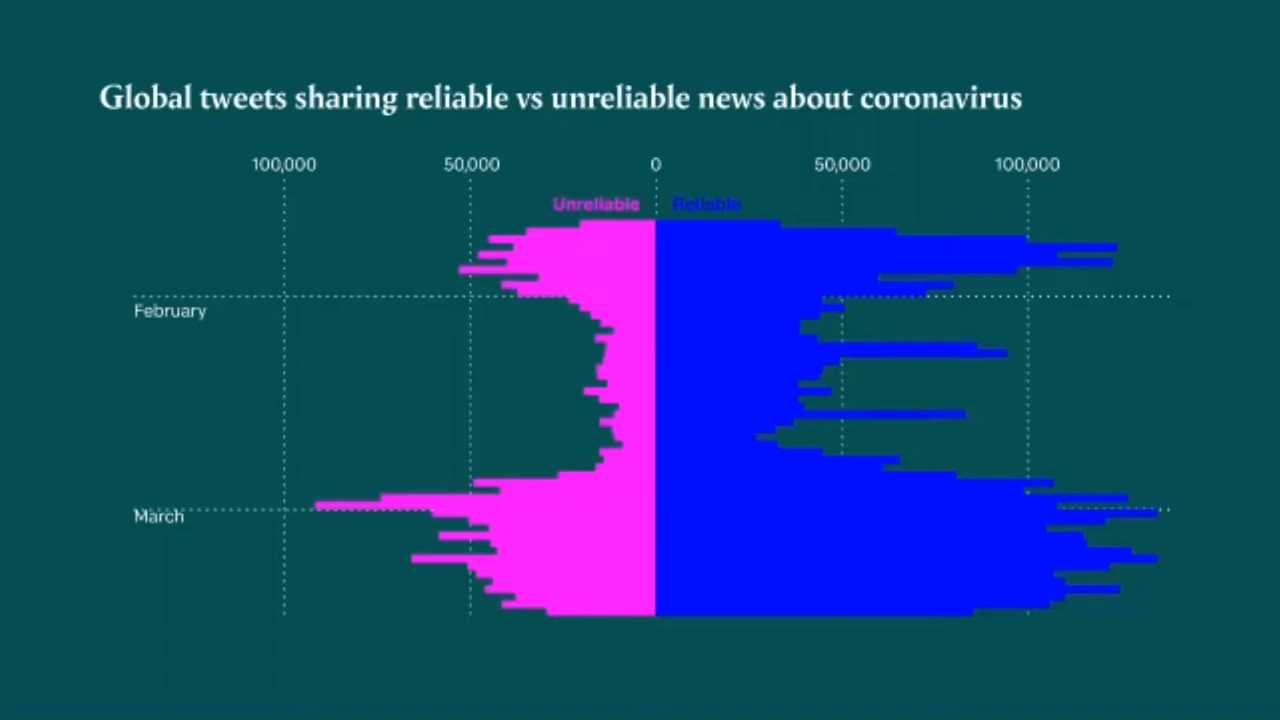 Global tweets sharing reliable vs unreliable news about coronavirus
100,000 50,000 0 50,000 100,000
Unreliable Reliable
February
March